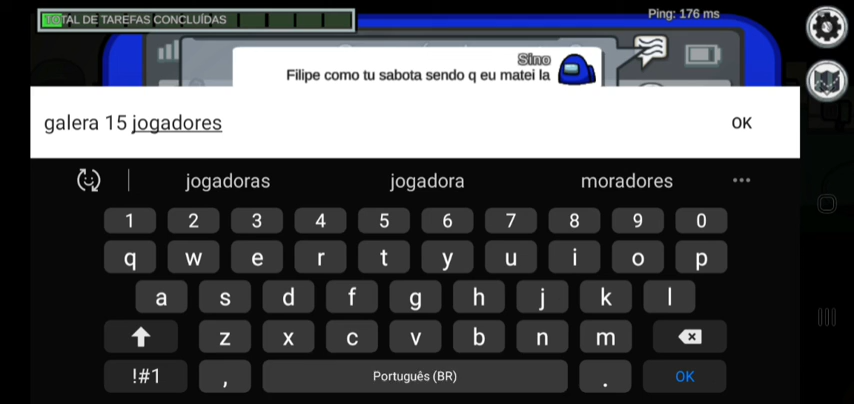 TOTAL DE TAREFAS CONCLUÍDAS
Ping: 176 ms
Sino
Filipe como tu sabota sendo q eu matei la
galera 15 jogadores
OK
jogadoras jogadora moradores
1 2 3 4 5 6 7 8 9 0
q w e r t y u i o p
a s d f g h j k l
z x c v b n m
!#1 , Português (BR) . OK